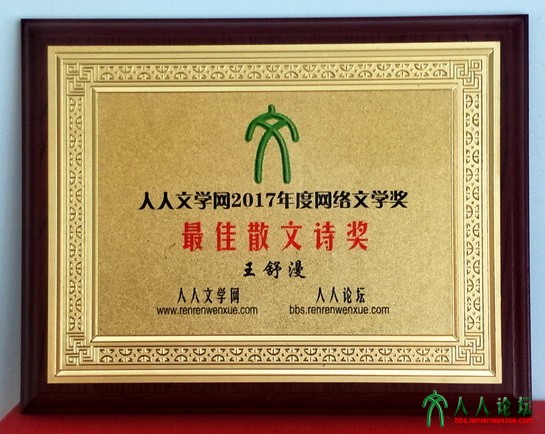 人人文学网2017年度网络文学奖
最佳散文诗奖
王舒漫
人人文学网 人人论坛
www.renrenwenxue.com bbs.renrenwenxue.com
人人论坛
bbs.renrenwenxue.com